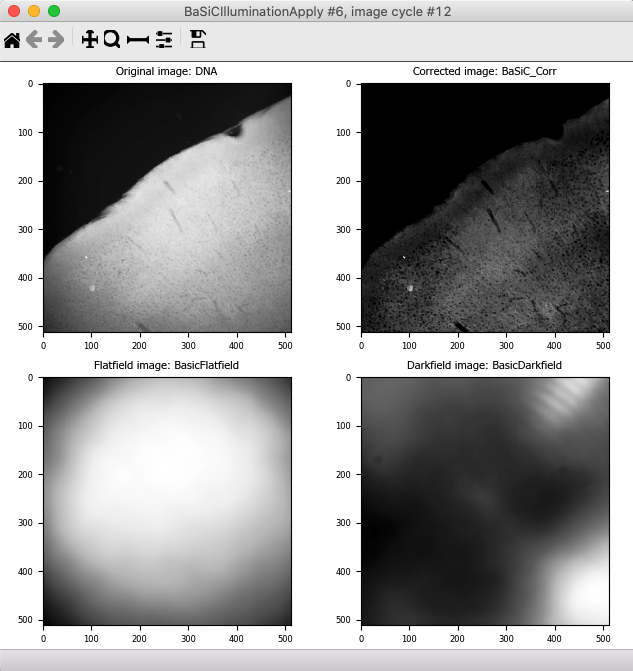 BaSiCIlluminationApply #6, image cycle #12
Original image: DNA
0
100
200
300
400
500
0 100 200 300 400 500
Corrected image: BaSiC_Corr
0
100
200
300
400
500
0 100 200 300 400 500
Flatfield image: BasicFlatfield
0
100
200
300
400
500
0 100 200 300 400 500
Darkfield image: BasicDarkfield
0
100
200
300
400
500
0 100 200 300 400 500